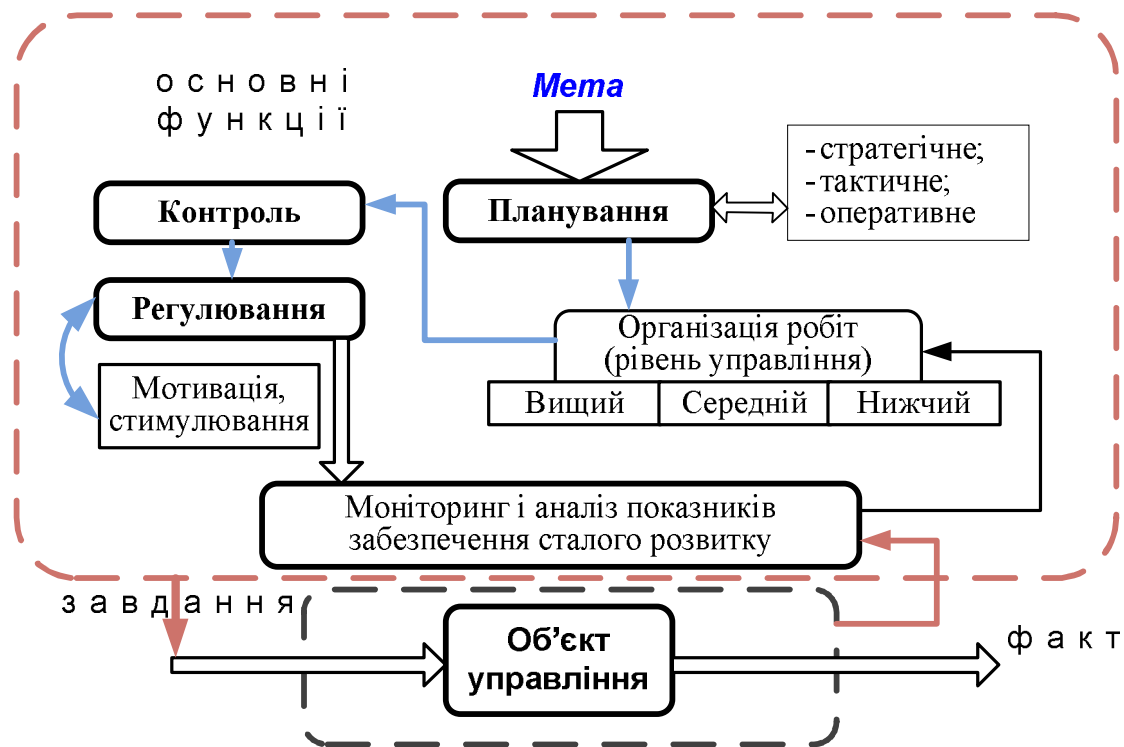 основні
функції
Мета
Контроль
Планування
- стратегічне;
- тактичне;
- оперативне
Регулювання
Організація робіт
(рівень управління)
Мотивація,
стимулювання
Вищий
Середній
Нижчий
Моніторинг і аналіз показників
забезпечення сталого розвитку
завдання
Об’єкт
управління
факт